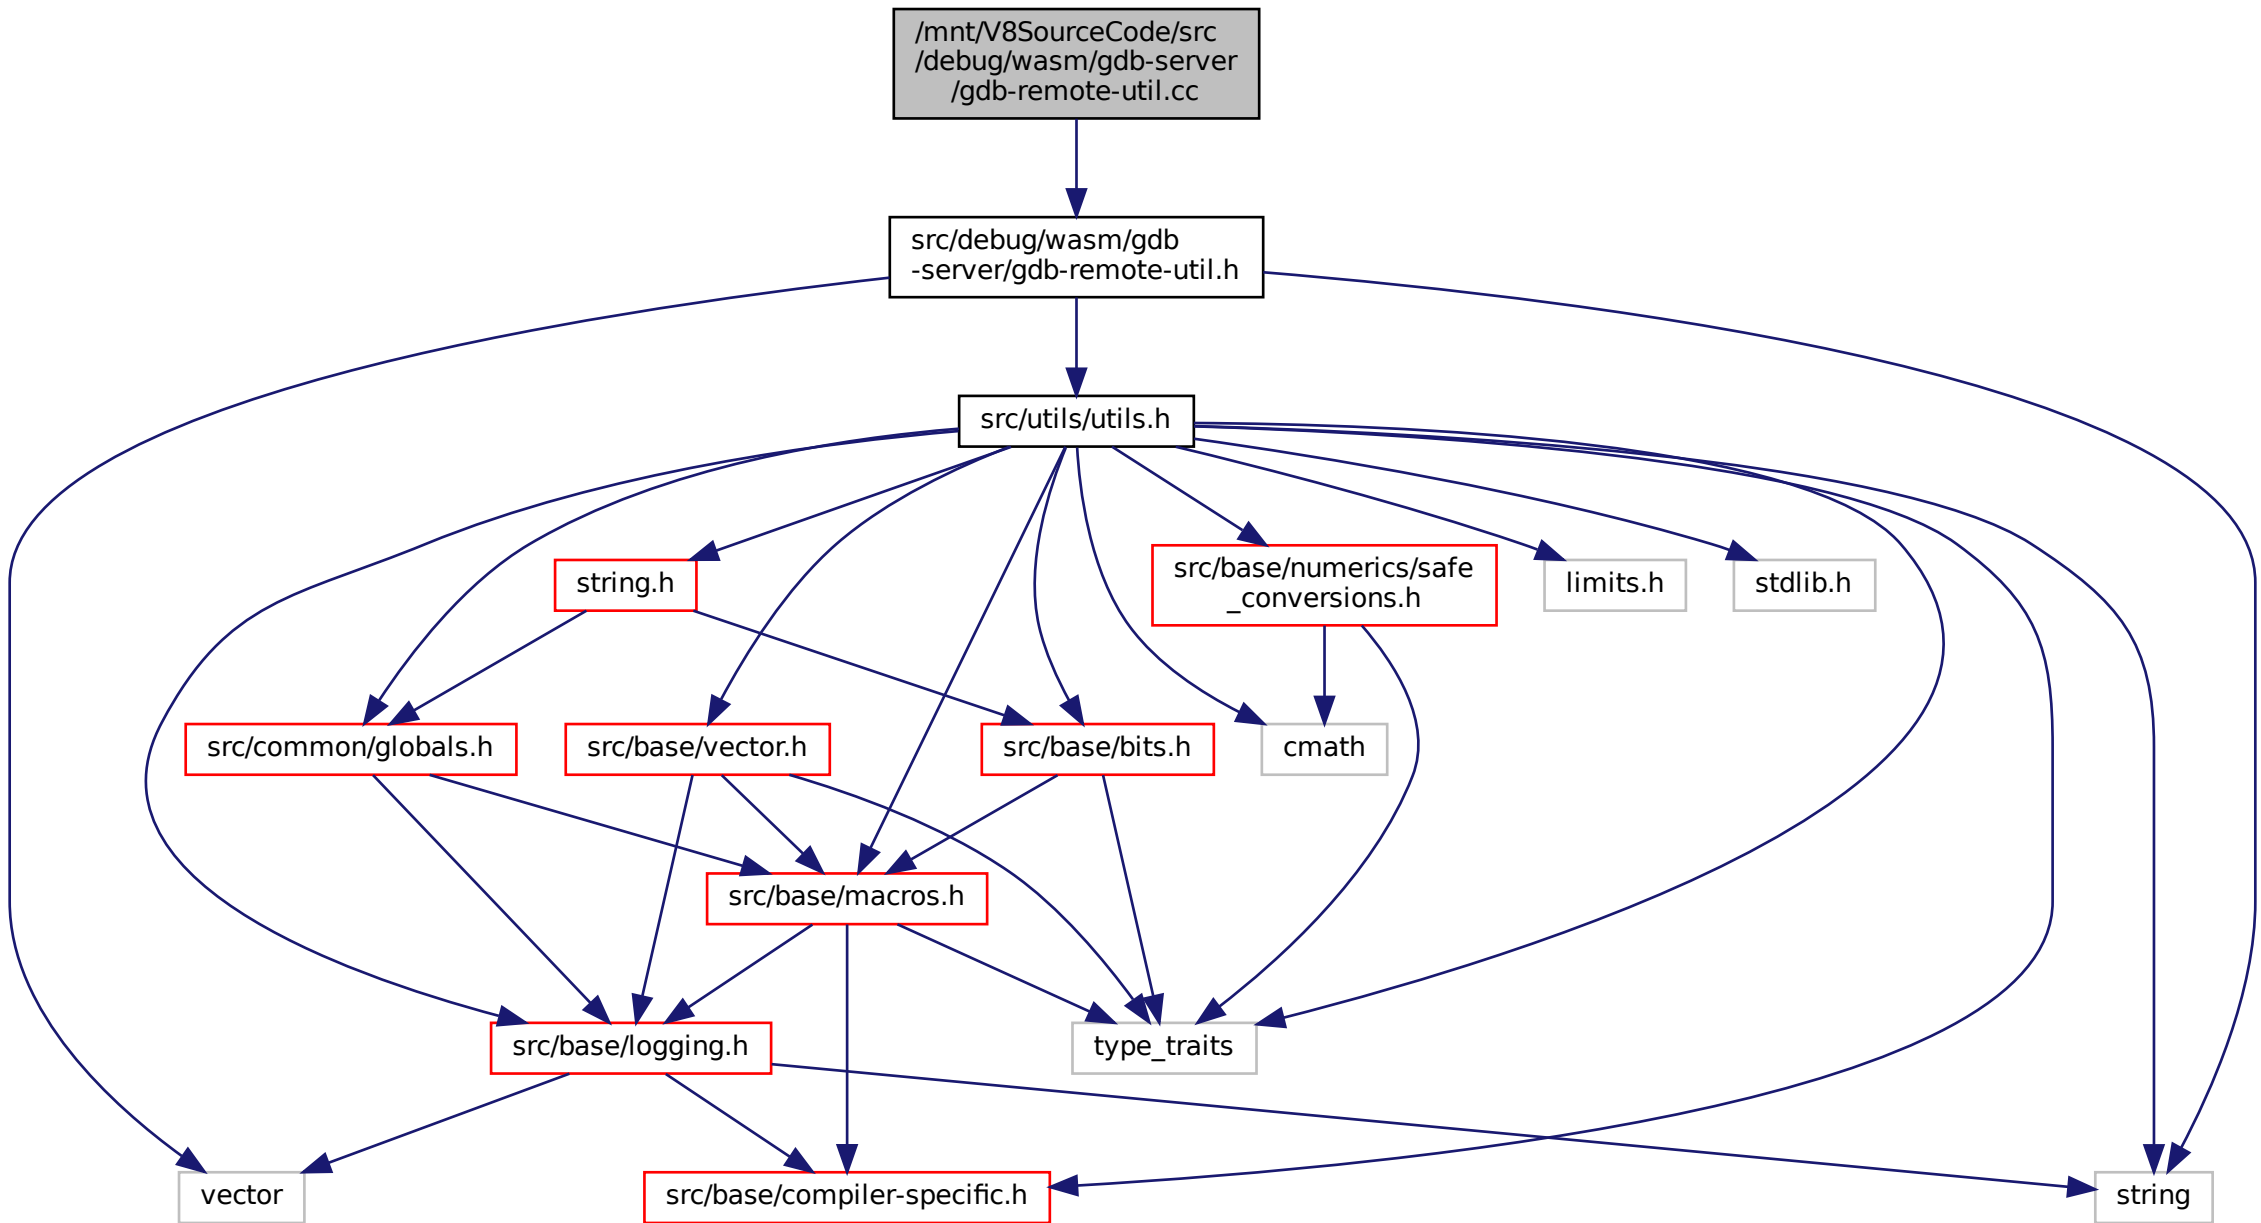 /mnt/V8SourceCode/src
/debug/wasm/gdb-server
/gdb-remote-util.cc
src/debug/wasm/gdb
-server/gdb-remote-util.h
src/utils/utils.h
string.h
src/base/numerics/safe
_conversions.h
limits.h
stdlib.h
src/common/globals.h
src/base/vector.h
src/base/bits.h
cmath
src/base/macros.h
src/base/logging.h
type_traits
vector
src/base/compiler-specific.h
string